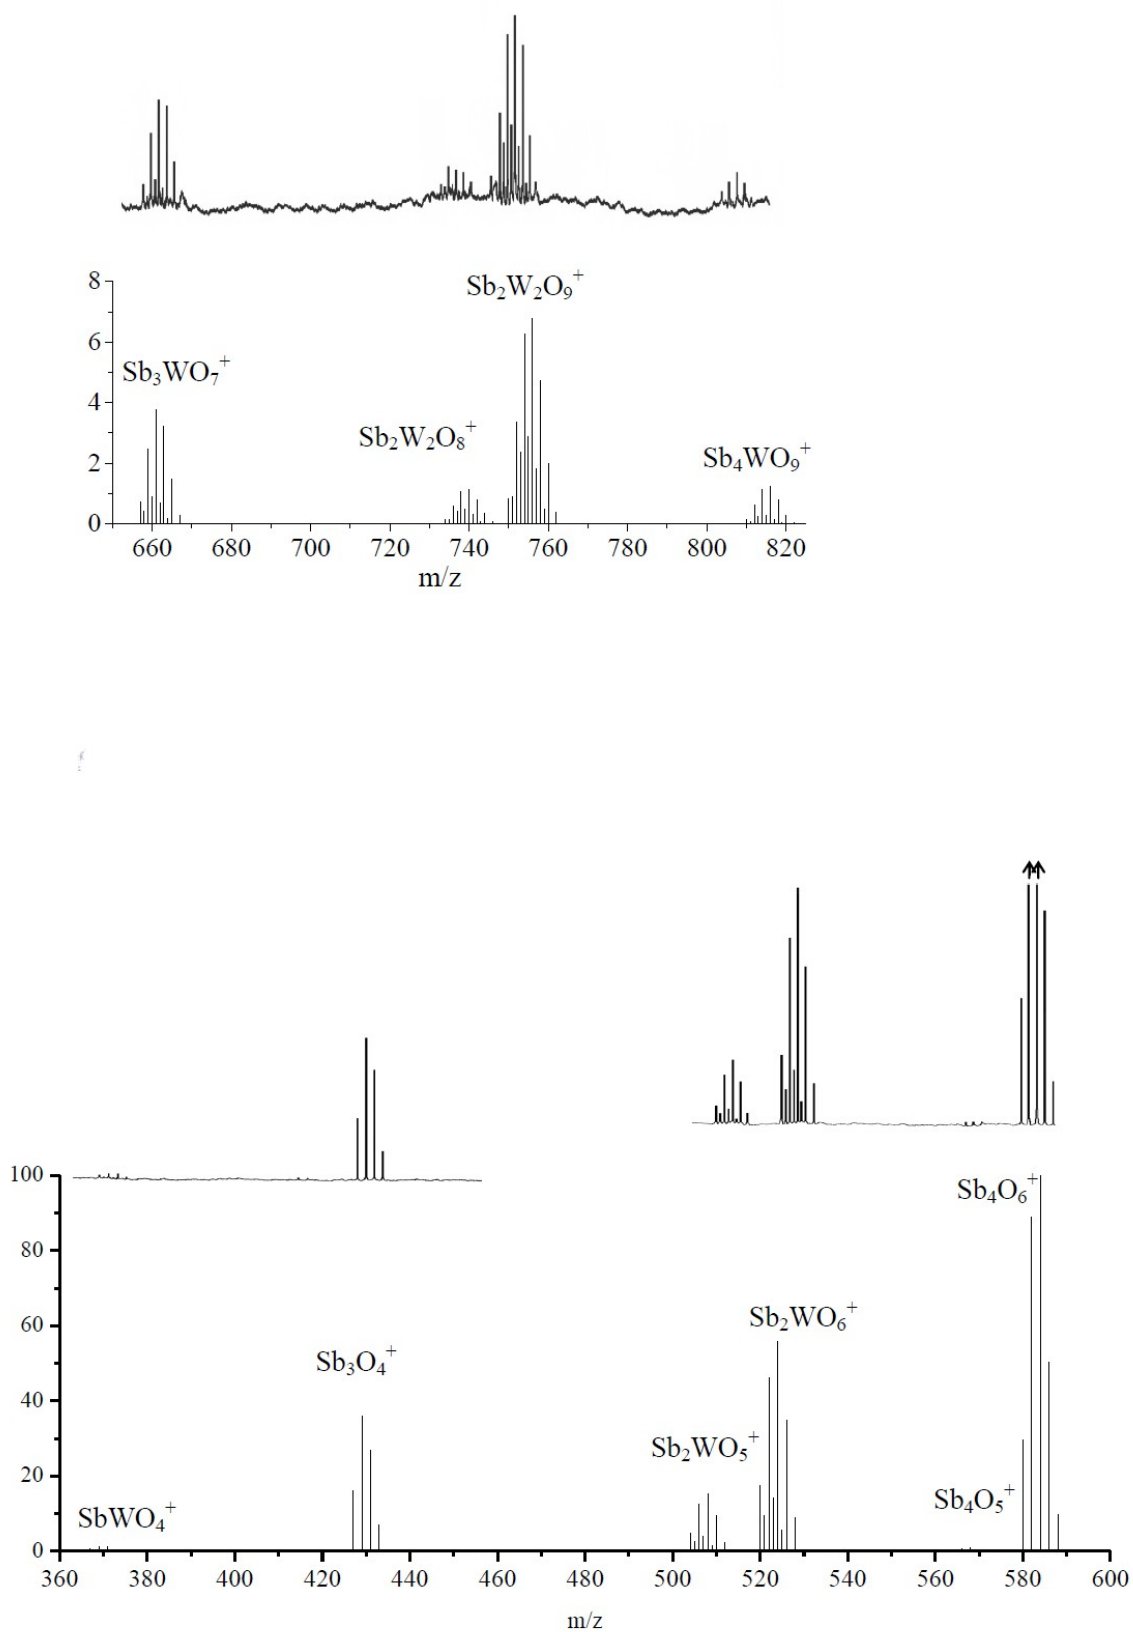 8
Sb₂W₂O₉⁺
6
Sb₃WO₇⁺
4
Sb₂W₂O₈⁺
Sb₄WO₉⁺
2
0
660 680 700 720 740 760 780 800 820
m/z
100
Sb₄O₆⁺
80
60
Sb₂WO₆⁺
Sb₃O₄⁺
40
Sb₂WO₅⁺
20
Sb₄O₅⁺
SbWO₄⁺
0
360 380 400 420 440 460 480 500 520 540 560 580 600
m/z